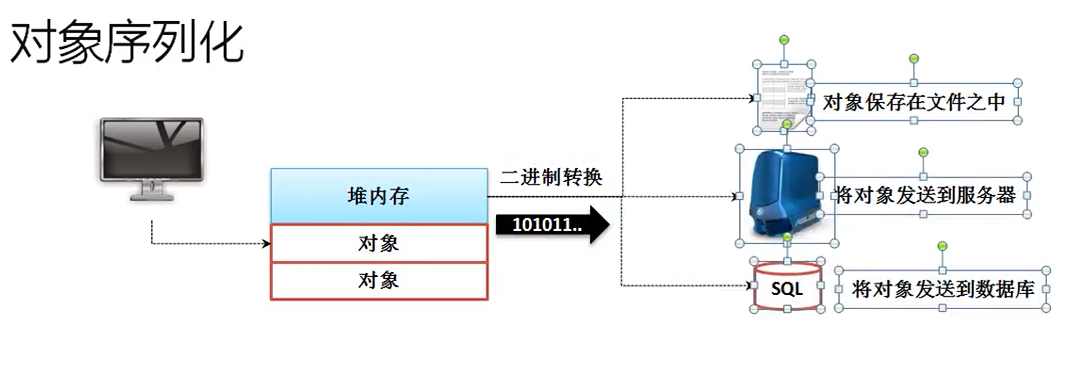 对象序列化
堆内存
对象
对象
二进制转换
101011..
对象保存在文件之中
将对象发送到服务器
SQL
将对象发送到数据库